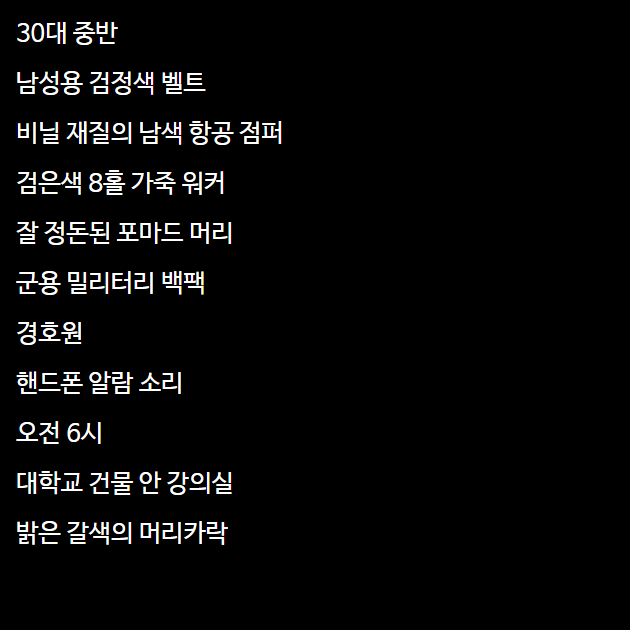 30대 중반
남성용 검정색 벨트
비닐 재질의 남색 항공 점퍼
검은색 8홀 가죽 워커
잘 정돈된 포마드 머리
군용 밀리터리 백팩
경호원
핸드폰 알람 소리
오전 6시
대학교 건물 안 강의실
밝은 갈색의 머리카락